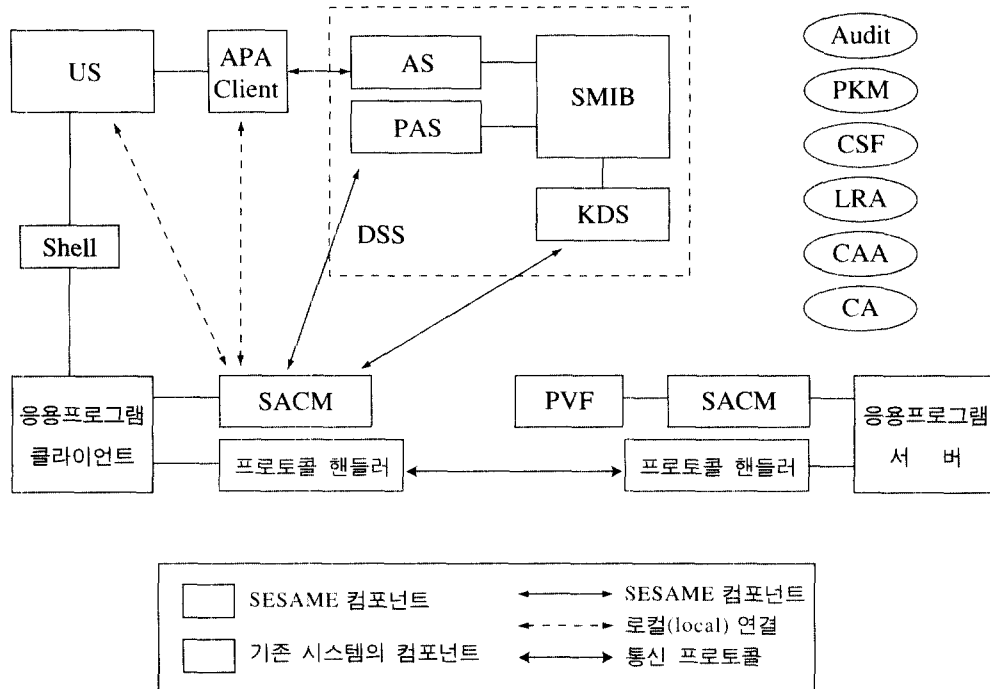 US
APA
Client
AS
PAS
SMIB
KDS
DSS
Audit
PKM
CSF
LRA
CAA
CA
Shell
응용프로그램
클라이언트
SACM
프로토콜 핸들러
PVF
SACM
프로토콜 핸들러
응용프로그램
서 버
SESAME 컴포넌트
기존 시스템의 컴포넌트
SESAME 컴포넌트
로컬(local) 연결
통신 프로토콜